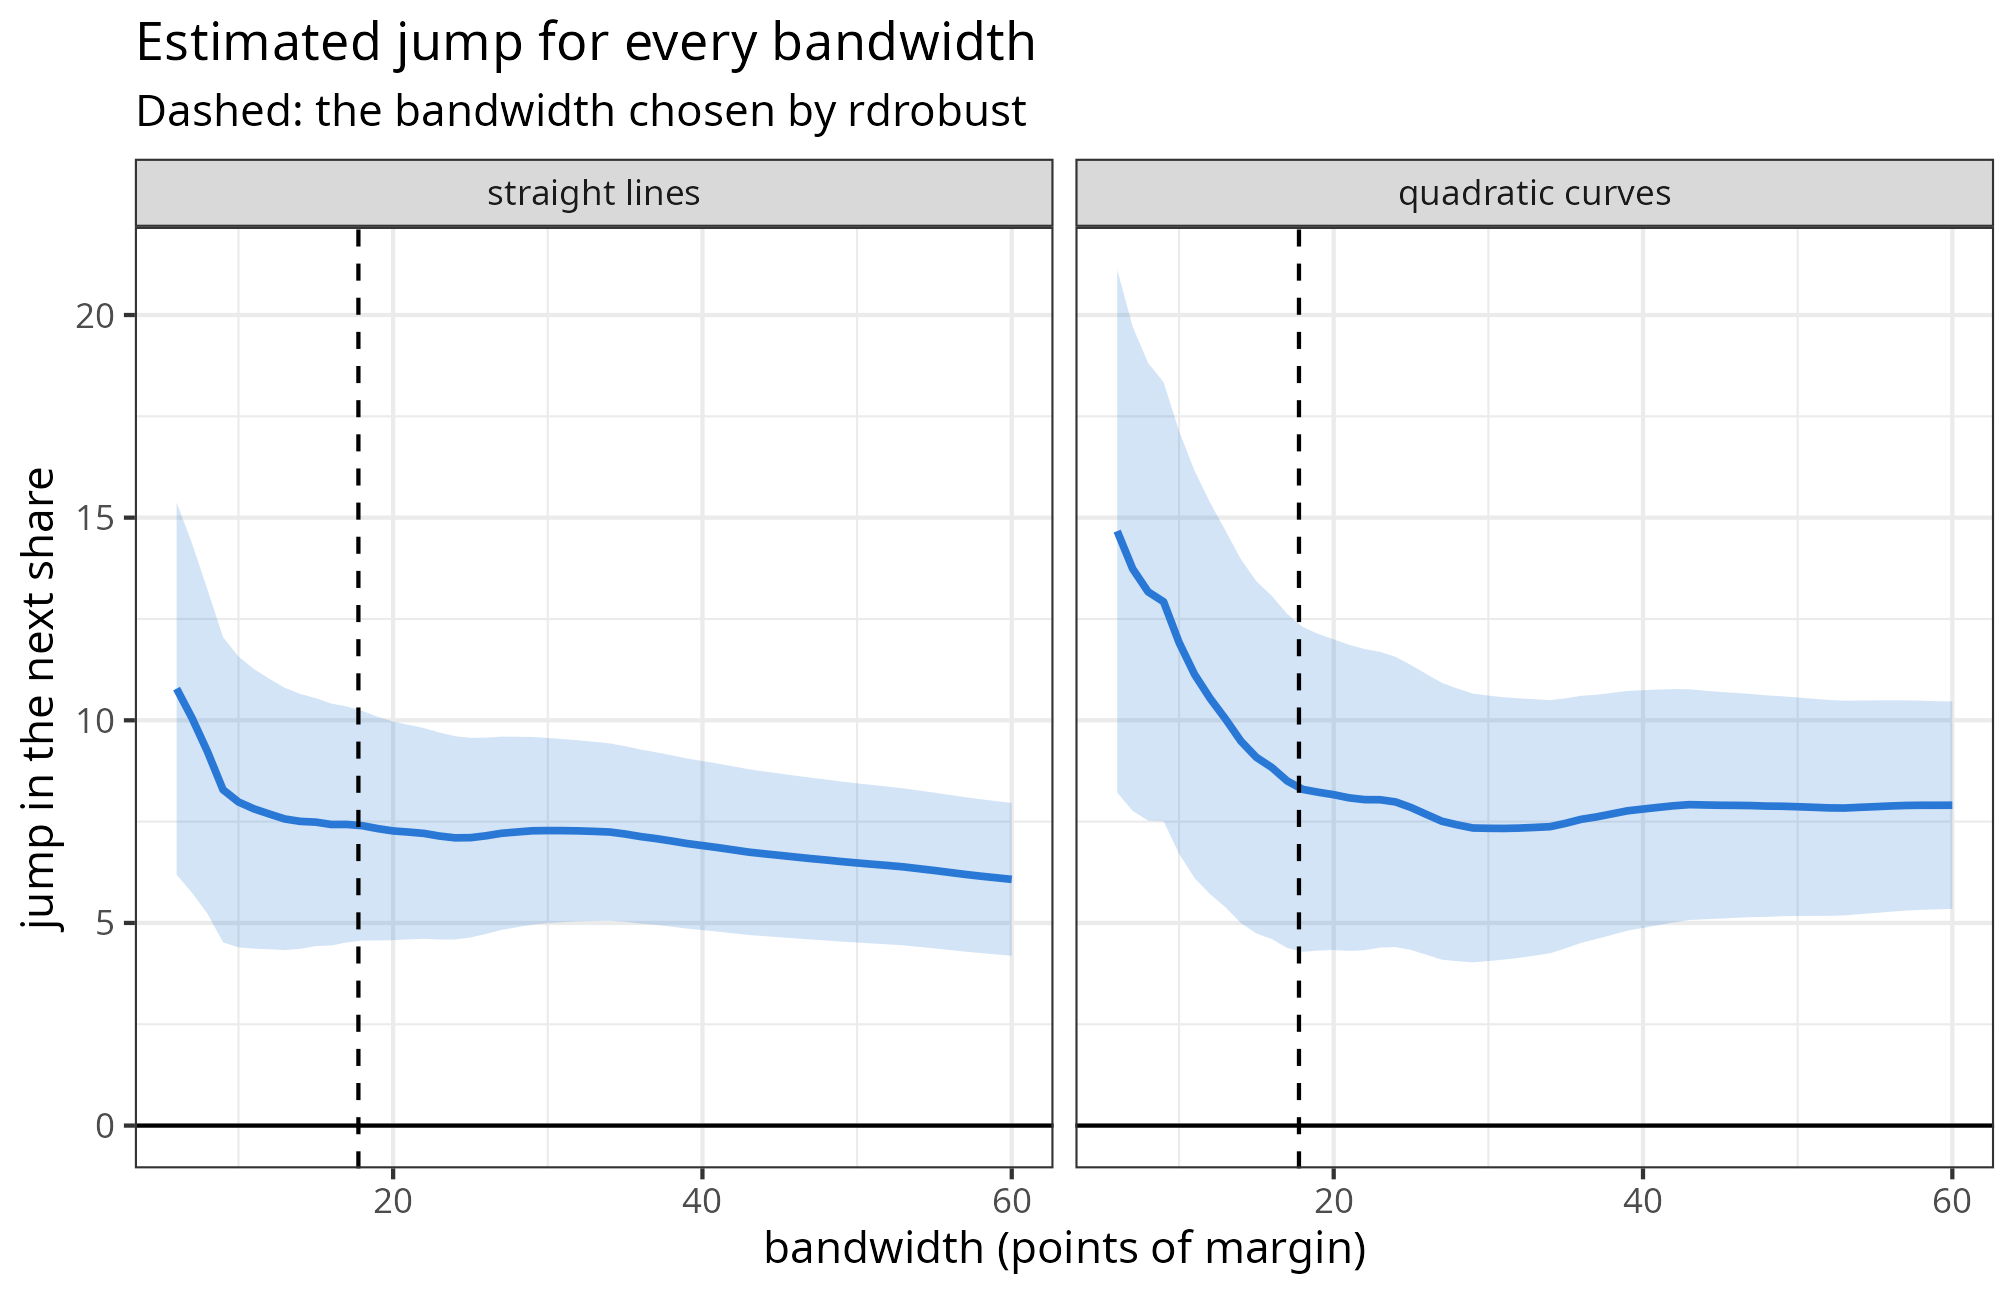 Estimated jump for every bandwidth
Dashed: the bandwidth chosen by rdrobust
straight lines
quadratic curves
jump in the next share
20
15
10
5
0
20
40
60
20
40
60
bandwidth (points of margin)